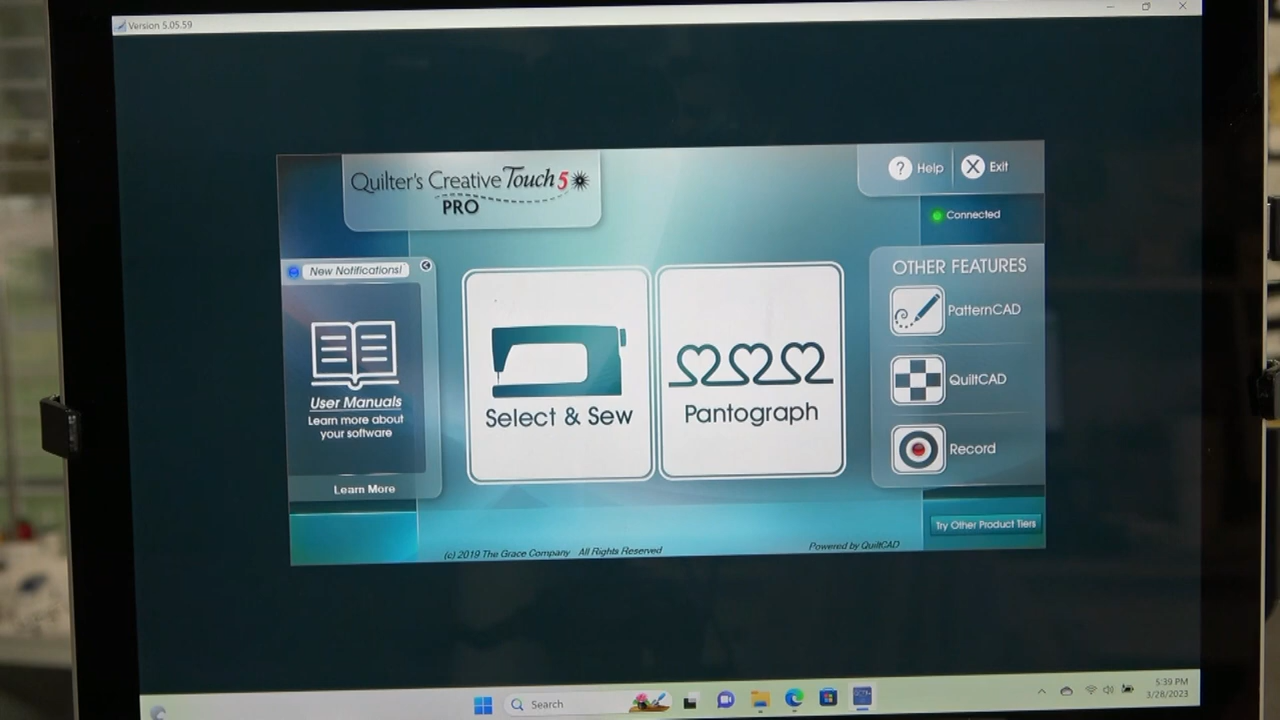 Version 5.05.59
Quilter's Creative Touch 5
PRO
Help
Exit
Connected
New Notifications!
User Manuals
Learn more about
your software
Learn More
Select & Sew
Pantograph
OTHER FEATURES
PatternCAD
QuiltCAD
Record
Try Other Product Tiers
(c) 2019 The Grace Company All Rights Reserved
Powered by QuiltCAD
Search
5:39 PM
3/28/2023